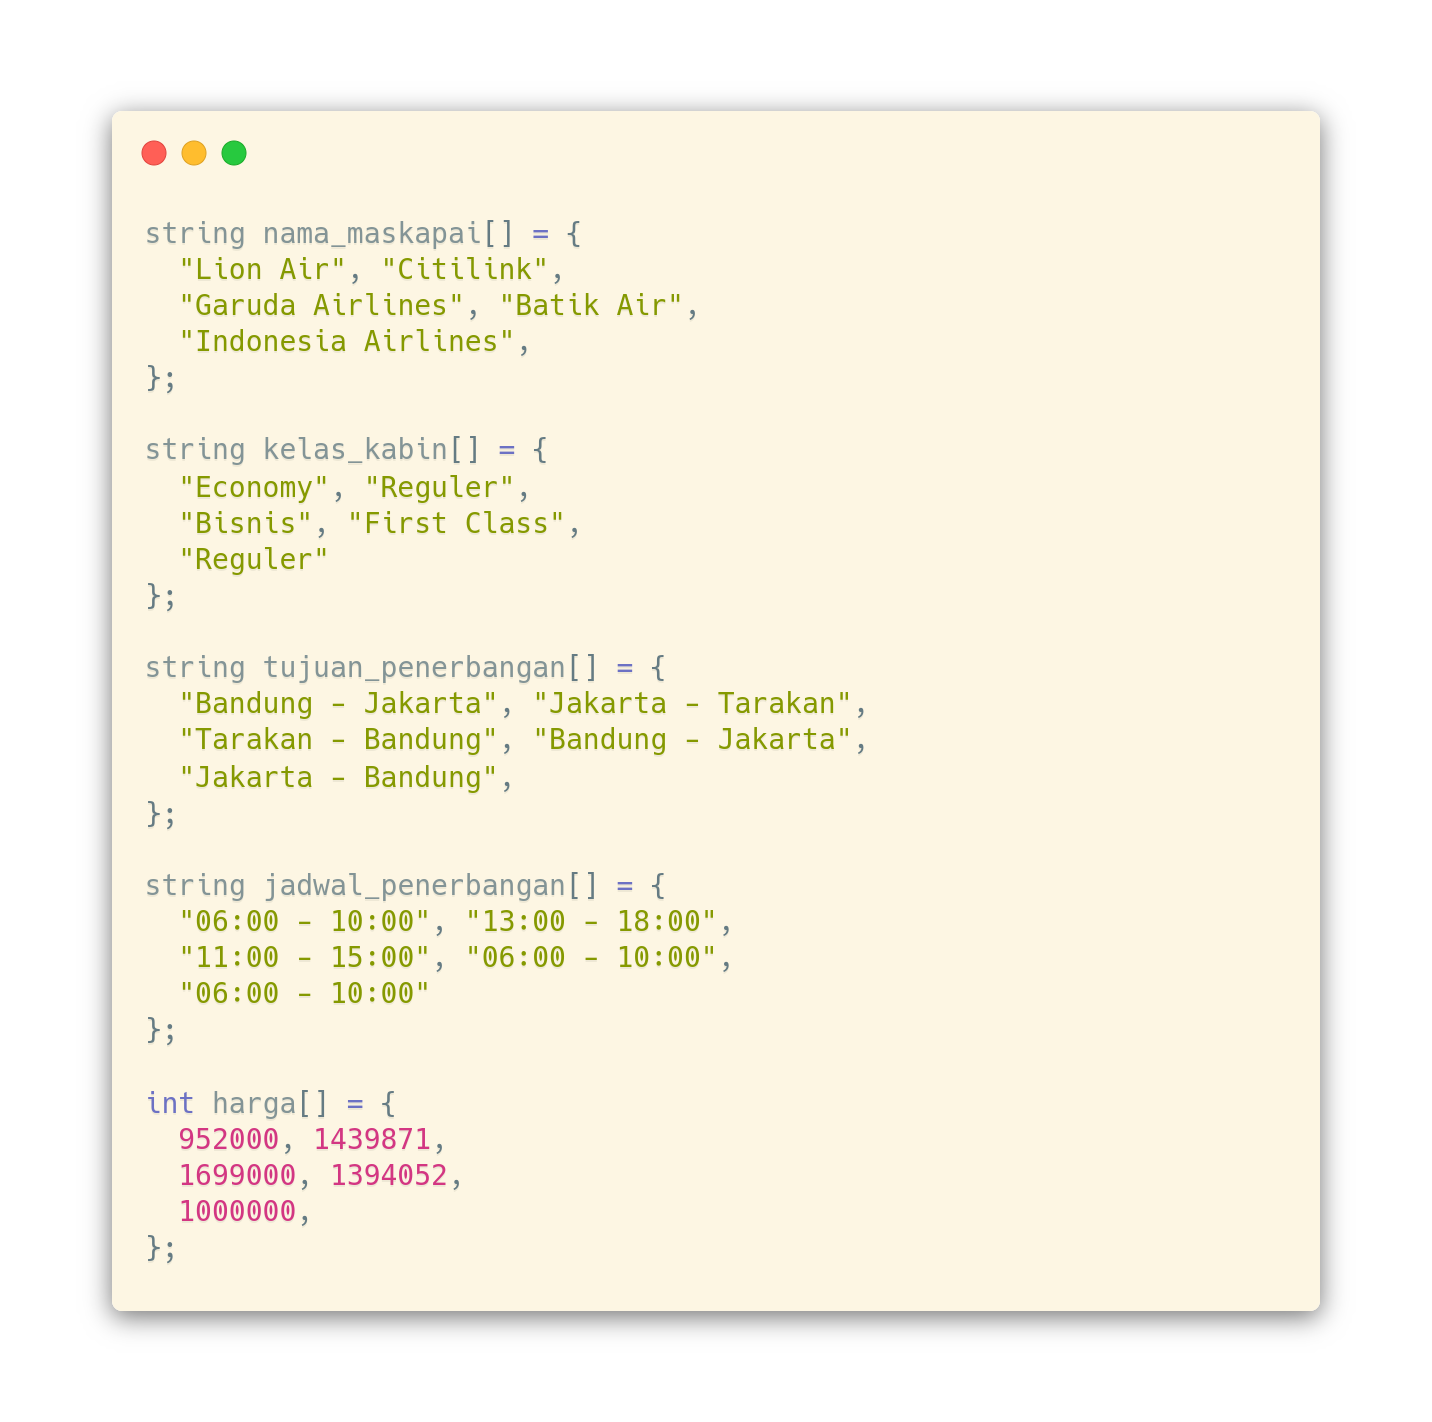 string nama_maskapai[] = {
  "Lion Air", "Citilink",
  "Garuda Airlines", "Batik Air",
  "Indonesia Airlines",
};

string kelas_kabin[] = {
  "Economy", "Reguler",
  "Bisnis", "First Class",
  "Reguler"
};

string tujuan_penerbangan[] = {
  "Bandung - Jakarta", "Jakarta - Tarakan",
  "Tarakan - Bandung", "Bandung - Jakarta",
  "Jakarta - Bandung",
};

string jadwal_penerbangan[] = {
  "06:00 - 10:00", "13:00 - 18:00",
  "11:00 - 15:00", "06:00 - 10:00",
  "06:00 - 10:00"
};

int harga[] = {
  952000, 1439871,
  1699000, 1394052,
  1000000,
};